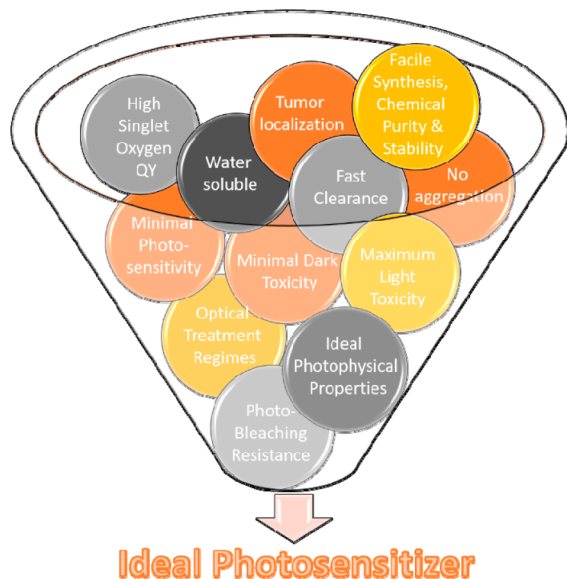 High
Singlet
Oxygen
QY
Water
soluble
Tumor
localization
Facile
Synthesis,
Chemical
Purity &
Stability
Fast
Clearance
No
aggregation
Minimal
Photo-
sensitivity
Minimal Dark
Toxicity
Maximum
Light
Toxicity
Optical
Treatment
Regimes
Ideal
Photophysical
Properties
Photo-
Bleaching
Resistance
Ideal Photosensitizer